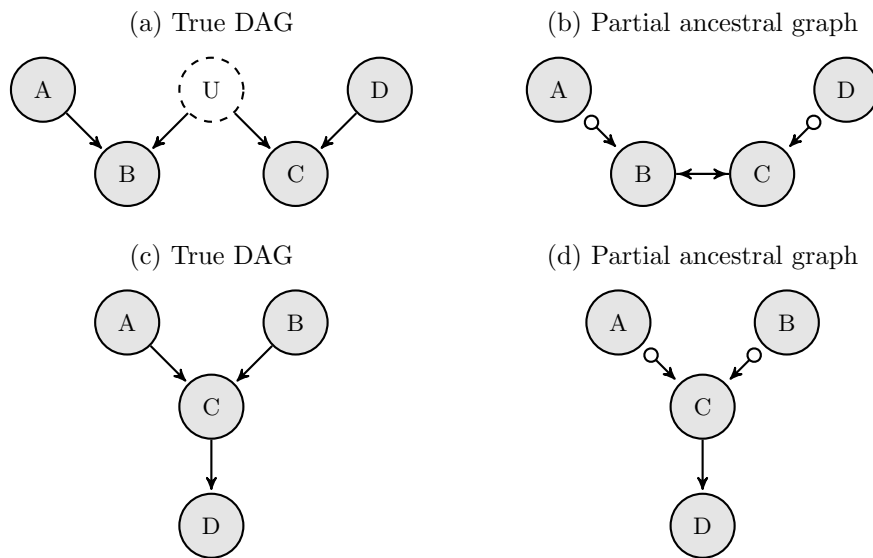 (a) True DAG
(b) Partial ancestral graph
A
U
D
A
D
B
C
B
C
(c) True DAG
(d) Partial ancestral graph
A
B
A
B
C
C
D
D